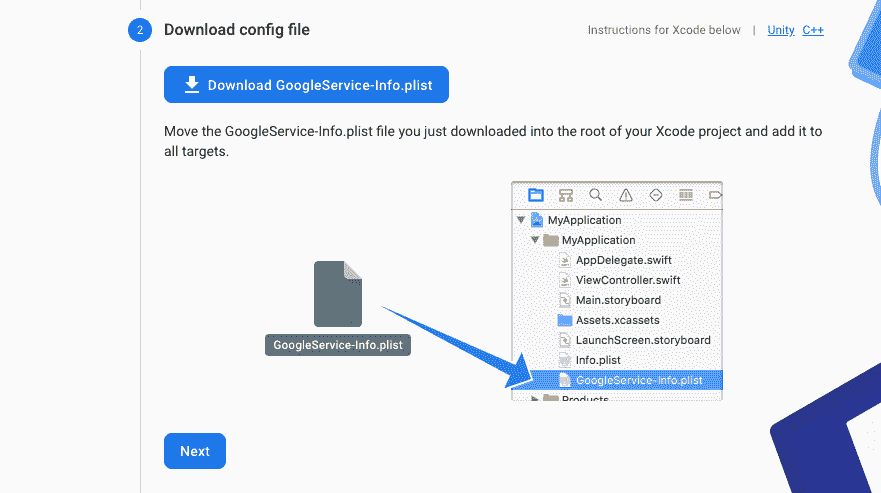 2 Download config file Instructions for Xcode below | Unity C++
Download GoogleService-Info.plist
Move the GoogleService-Info.plist file you just downloaded into the root of your Xcode project and add it to
all targets.
MyApplication
MyApplication
AppDelegate.swift
ViewController.swift
Main.storyboard
Assets.xcassets
LaunchScreen.storyboard
Info.plist
GoogleService-Info.plist
Products
GoogleService-Info.plist
Next